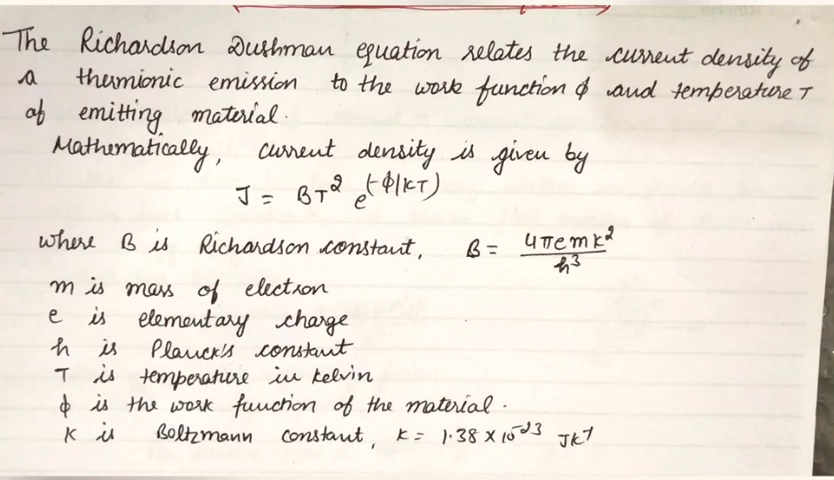 The Richardson Dushman equation relates the current density of
a thermionic emission to the work function ϕ and temperature T
of emitting material.
Mathematically, current density is given by
J = BT² e^(-ϕ/KT)
where B is Richardson constant, B = 4πemk²/h³
m is mass of electron
e is elementary charge
h is Planck's constant
T is temperature in kelvin
ϕ is the work function of the material.
K is Boltzmann constant, K = 1.38 × 10⁻²³ JK⁻¹